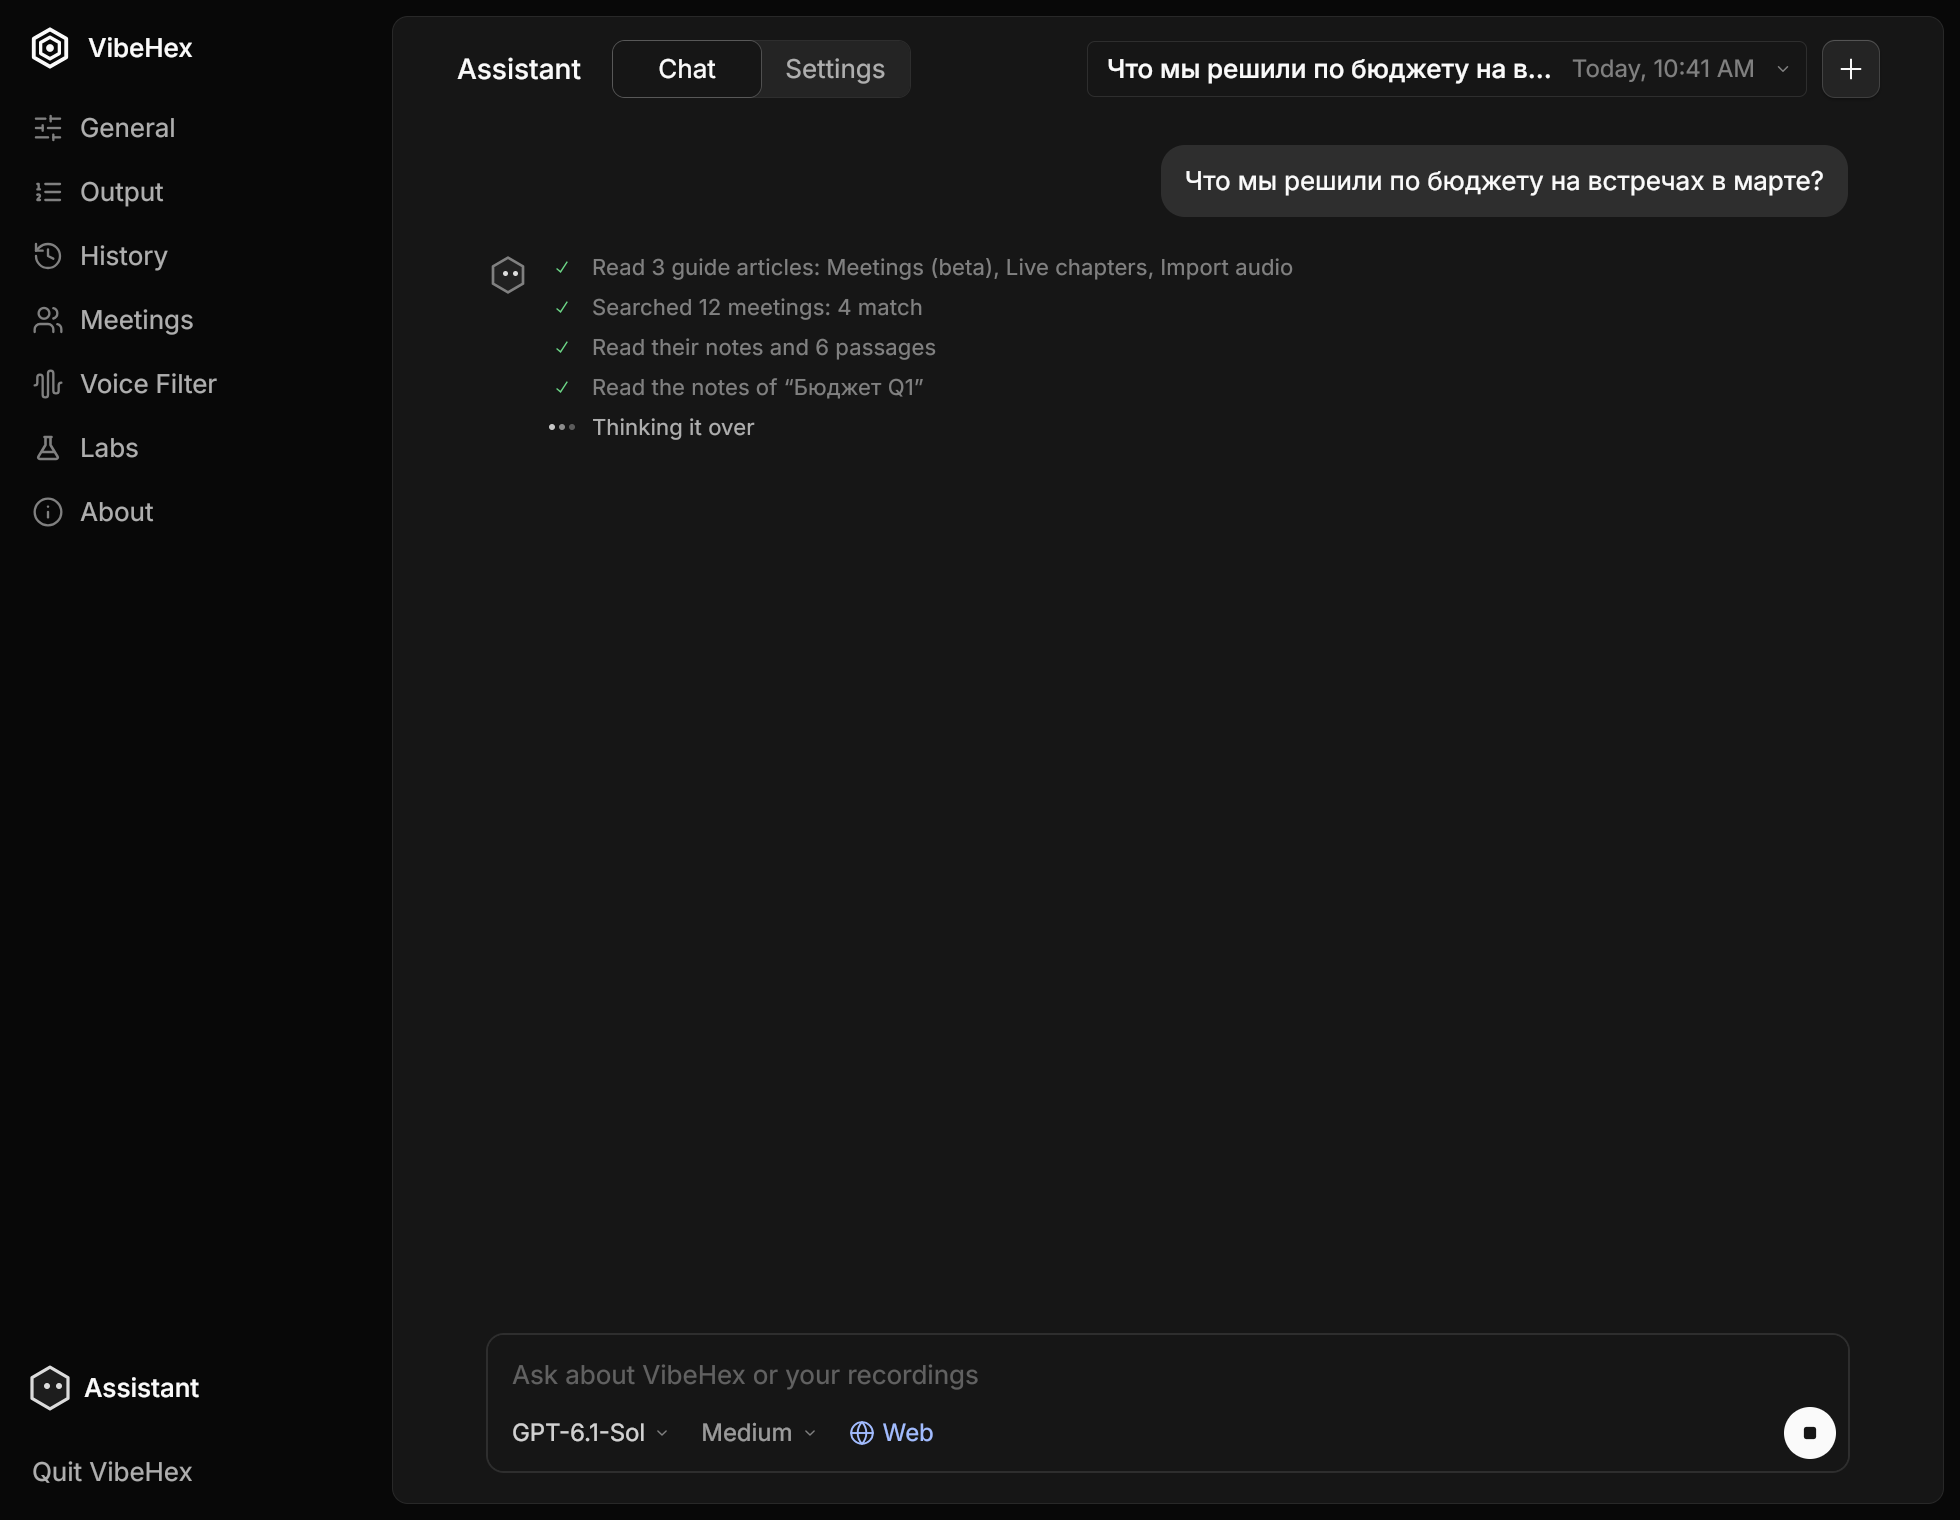 VibeHex
General
Output
History
Meetings
Voice Filter
Labs
About
Assistant
Quit VibeHex
Assistant
Chat
Settings
Что мы решили по бюджету на в... Today, 10:41 AM
Что мы решили по бюджету на встречах в марте?
Read 3 guide articles: Meetings (beta), Live chapters, Import audio
Searched 12 meetings: 4 match
Read their notes and 6 passages
Read the notes of “Бюджет Q1”
Thinking it over
Ask about VibeHex or your recordings
GPT-6.1-Sol Medium Web